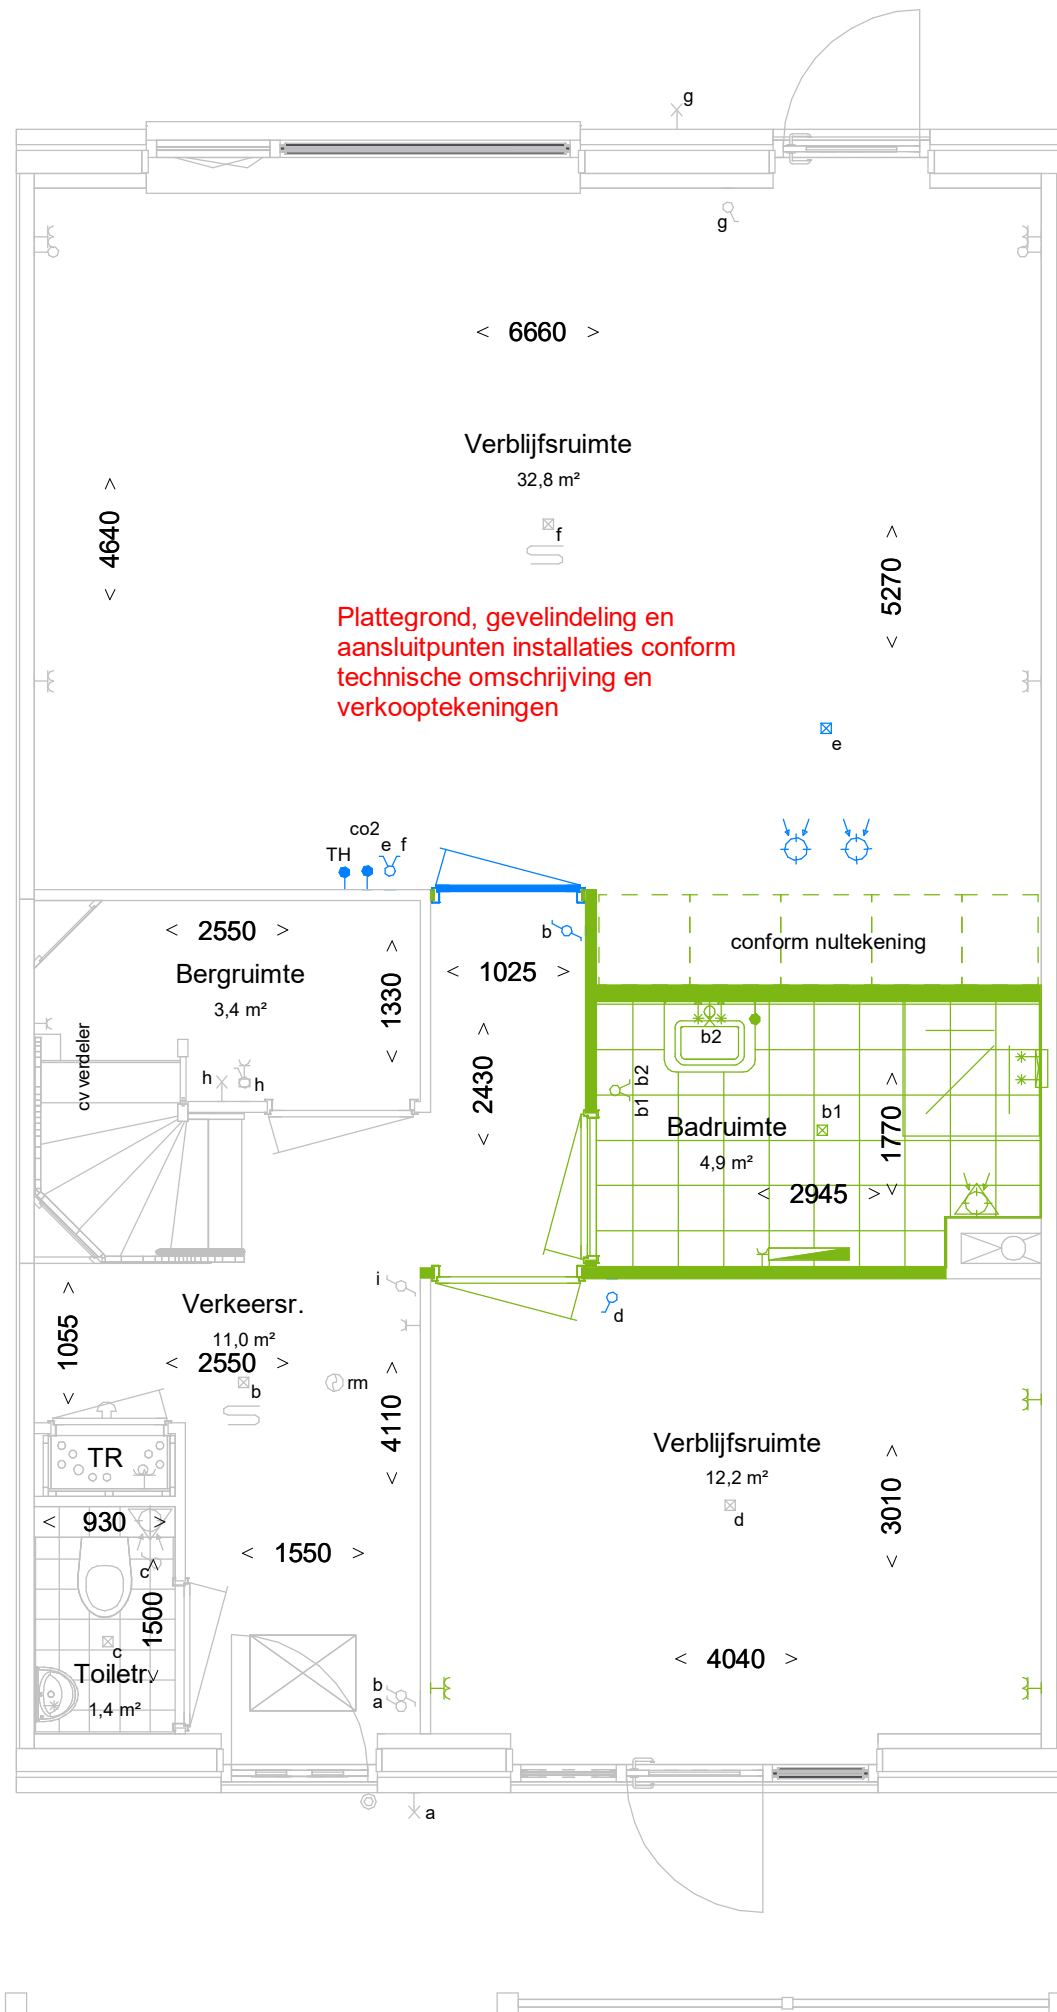 g
g
< 6660 >
Verblijfsruimte
32,8 m²
< 4640 >
f
< 5270 >
Plattegrond, gevelindeling en
aansluitpunten installaties conform
technische omschrijving en
verkooptekeningen
e
co2
TH
e f
< 2550 >
b
conform nultekening
Bergruimte
3,4 m²
< 1330 >
< 1025 >
cv verdeler
h
h
< 2430 >
b2
b1 b2
b1
Badruimte
4,9 m²
< 1770 >
< 2945 >
i
d
Verkeersr.
11,0 m²
< 1055 >
< 2550 >
b
rm
< 4110 >
TR
Verblijfsruimte
12,2 m²
d
< 3010 >
< 930 >
c
< 1500 >
< 1550 >
c
Toiletr.
1,4 m²
b
a
< 4040 >
a